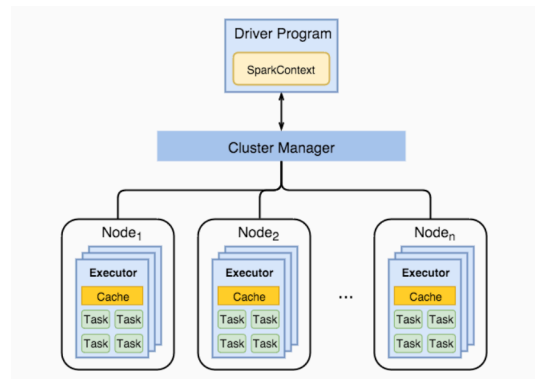 Driver Program
SparkContext
Cluster Manager
Node1
Executor
Cache
Task Task
Task Task
Node2
Executor
Cache
Task Task
Task Task
...
Noden
Executor
Cache
Task Task
Task Task